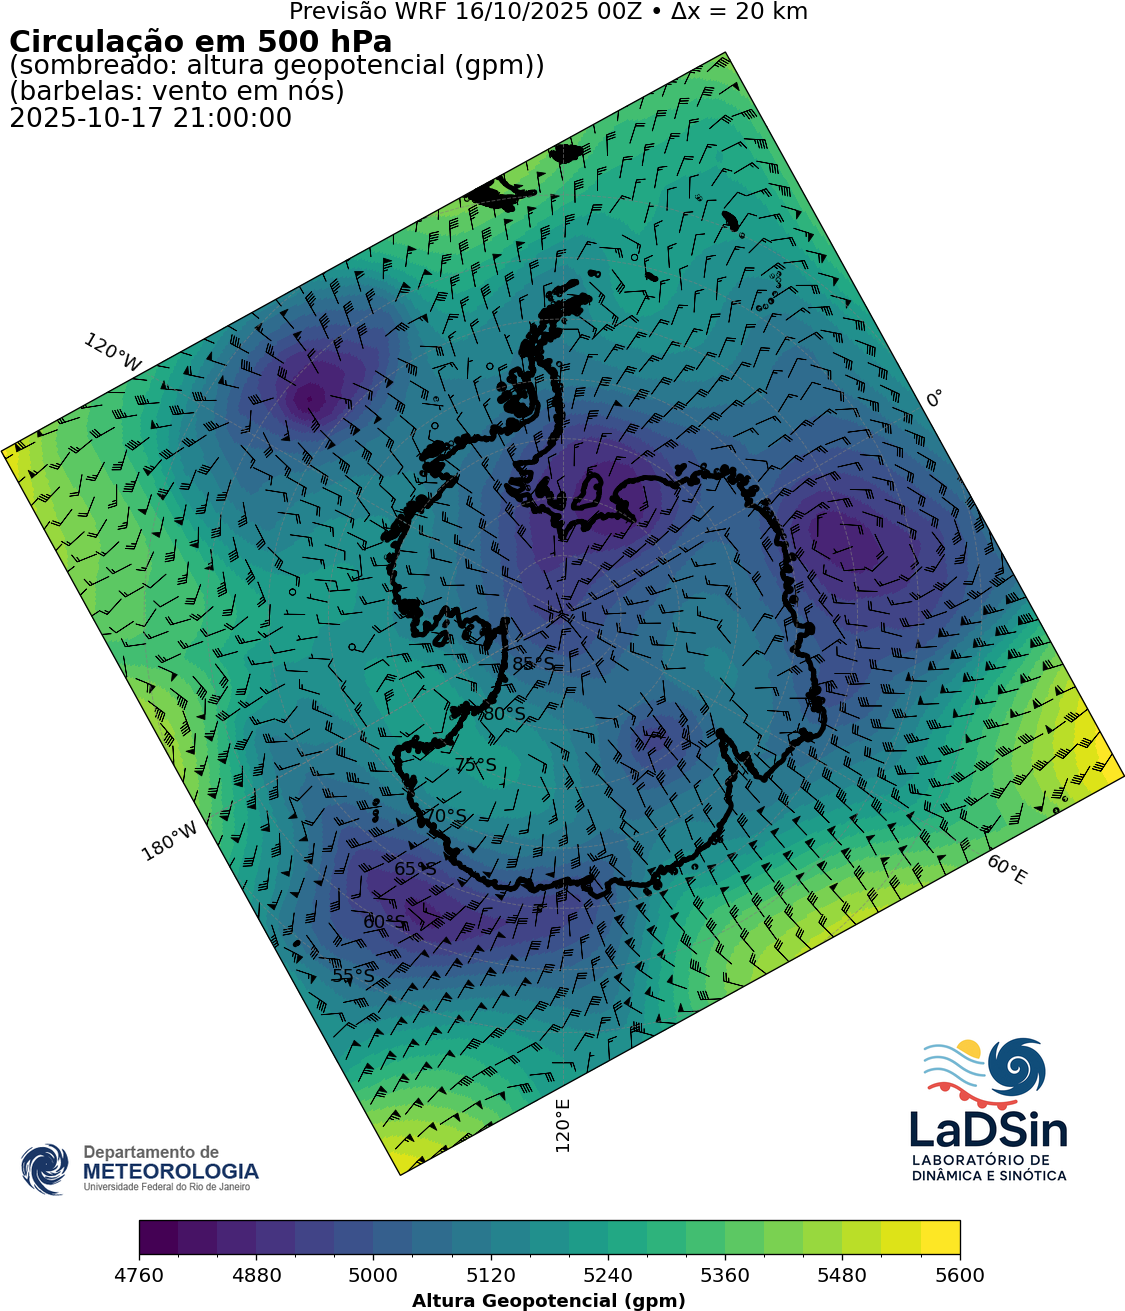 Previsão WRF 16/10/2025 00Z • Δx = 20 km
Circulação em 500 hPa
(sombreado: altura geopotencial (gpm))
(barbelas: vento em nós)
2025-10-17 21:00:00
120°W
0°
85°S
80°S
75°S
70°S
65°S
60°S
55°S
180°W
60°E
120°E
Departamento de
METEOROLOGIA
Universidade Federal do Rio de Janeiro
LaDSin
LABORATÓRIO DE
DINÂMICA E SINÓTICA
4760 4880 5000 5120 5240 5360 5480 5600
Altura Geopotencial (gpm)